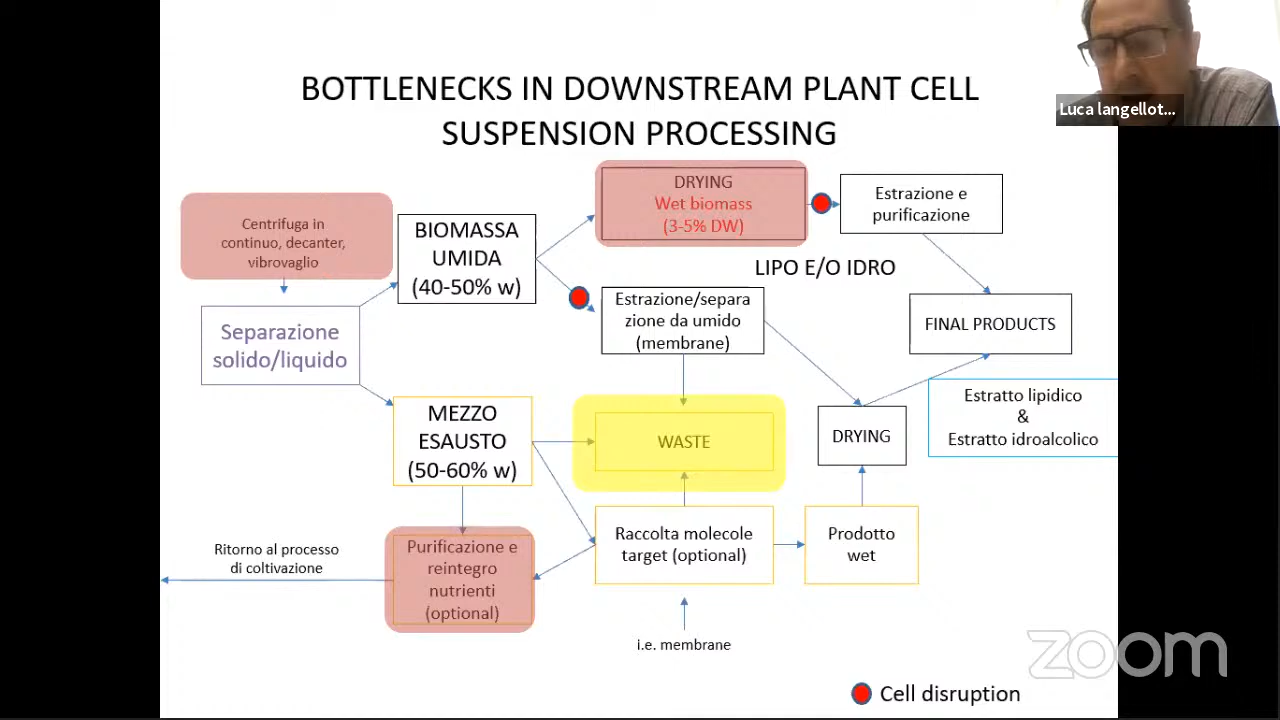 BOTTLENECKS IN DOWNSTREAM PLANT CELL
SUSPENSION PROCESSING
Luca Iangellot...
Centrifuga in
continuo, decanter,
vibrovaglio
BIOMASSA
UMIDA
(40-50% w)
DRYING
Wet biomass
(3-5% DW)
Estrazione e
purificazione
LIPO E/O IDRO
Separazione
solido/liquido
Estrazione/separa
zione da umido
(membrane)
FINAL PRODUCTS
MEZZO
ESAUSTO
(50-60% w)
WASTE
DRYING
Estratto lipidico
&
Estratto idroalcolico
Ritorno al processo
di coltivazione
Purificazione e
reintegro
nutrienti
(optional)
Raccolta molecole
target (optional)
Prodotto
wet
i.e. membrane
zoom
Cell disruption